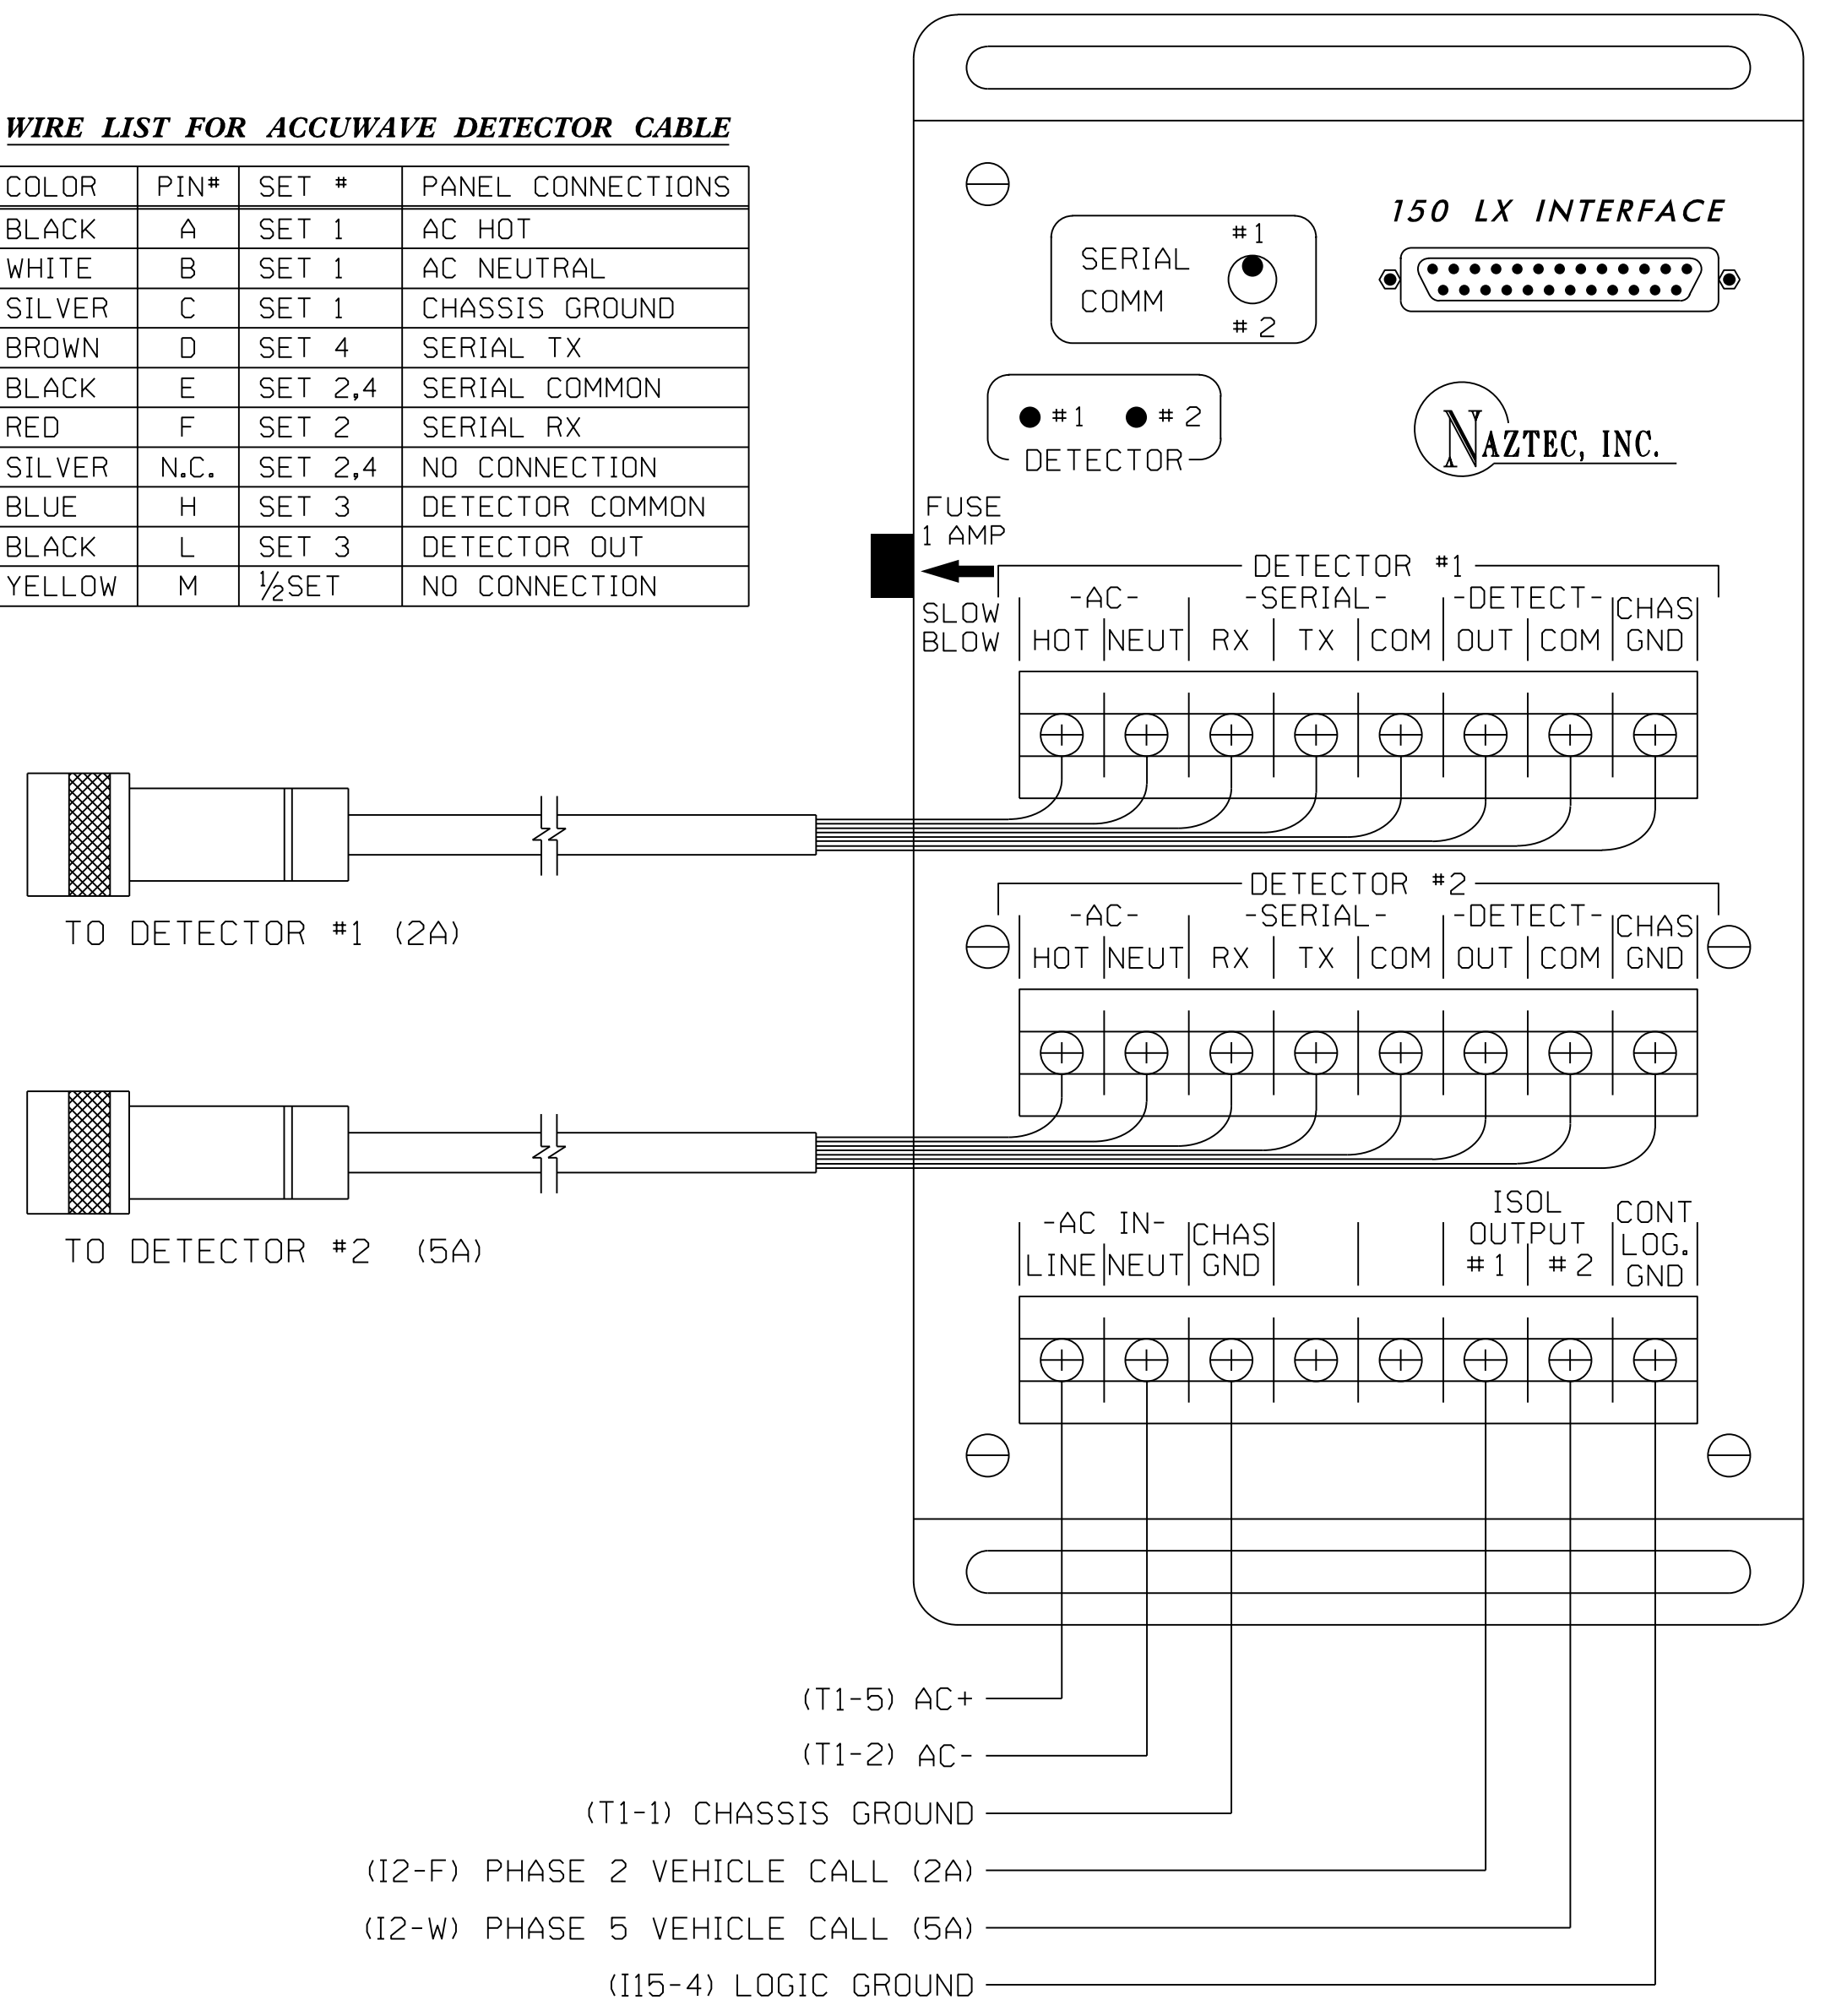 WIRE LIST FOR ACCUWAVE DETECTOR CABLE
COLOR PIN# SET # PANEL CONNECTIONS
BLACK A SET 1 AC HOT
WHITE B SET 1 AC NEUTRAL
SILVER C SET 1 CHASSIS GROUND
BROWN D SET 4 SERIAL TX
BLACK E SET 2,4 SERIAL COMMON
RED F SET 2 SERIAL RX
SILVER N.C. SET 2,4 NO CONNECTION
BLUE H SET 3 DETECTOR COMMON
BLACK L SET 3 DETECTOR OUT
YELLOW M ½SET NO CONNECTION
150 LX INTERFACE
#1
SERIAL
COMM
#2
#1 #2
DETECTOR
NAZTEC, INC.
FUSE
1 AMP
SLOW
BLOW
DETECTOR #1
-AC- -SERIAL- -DETECT- CHAS
HOT NEUT RX TX COM OUT COM GND
TO DETECTOR #1 (2A)
DETECTOR #2
-AC- -SERIAL- -DETECT- CHAS
HOT NEUT RX TX COM OUT COM GND
TO DETECTOR #2 (5A)
ISOL CONT
-AC IN- CHAS OUTPUT LOG.
LINE NEUT GND #1 #2 GND
(T1-5) AC+
(T1-2) AC-
(T1-1) CHASSIS GROUND
(I2-F) PHASE 2 VEHICLE CALL (2A)
(I2-W) PHASE 5 VEHICLE CALL (5A)
(I15-4) LOGIC GROUND